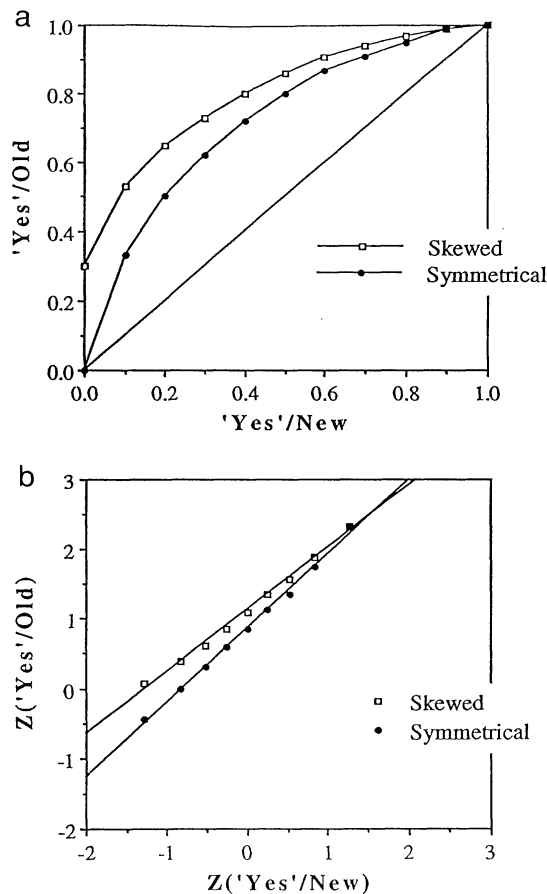 a
1.0
0.8
0.6
0.4
0.2
0.0
'Yes'/Old
Skewed
Symmetrical
0.0 0.2 0.4 0.6 0.8 1.0
'Yes'/New
b
3
2
1
0
-1
-2
Z('Yes'/Old)
Skewed
Symmetrical
-2 -1 0 1 2 3
Z('Yes'/New)